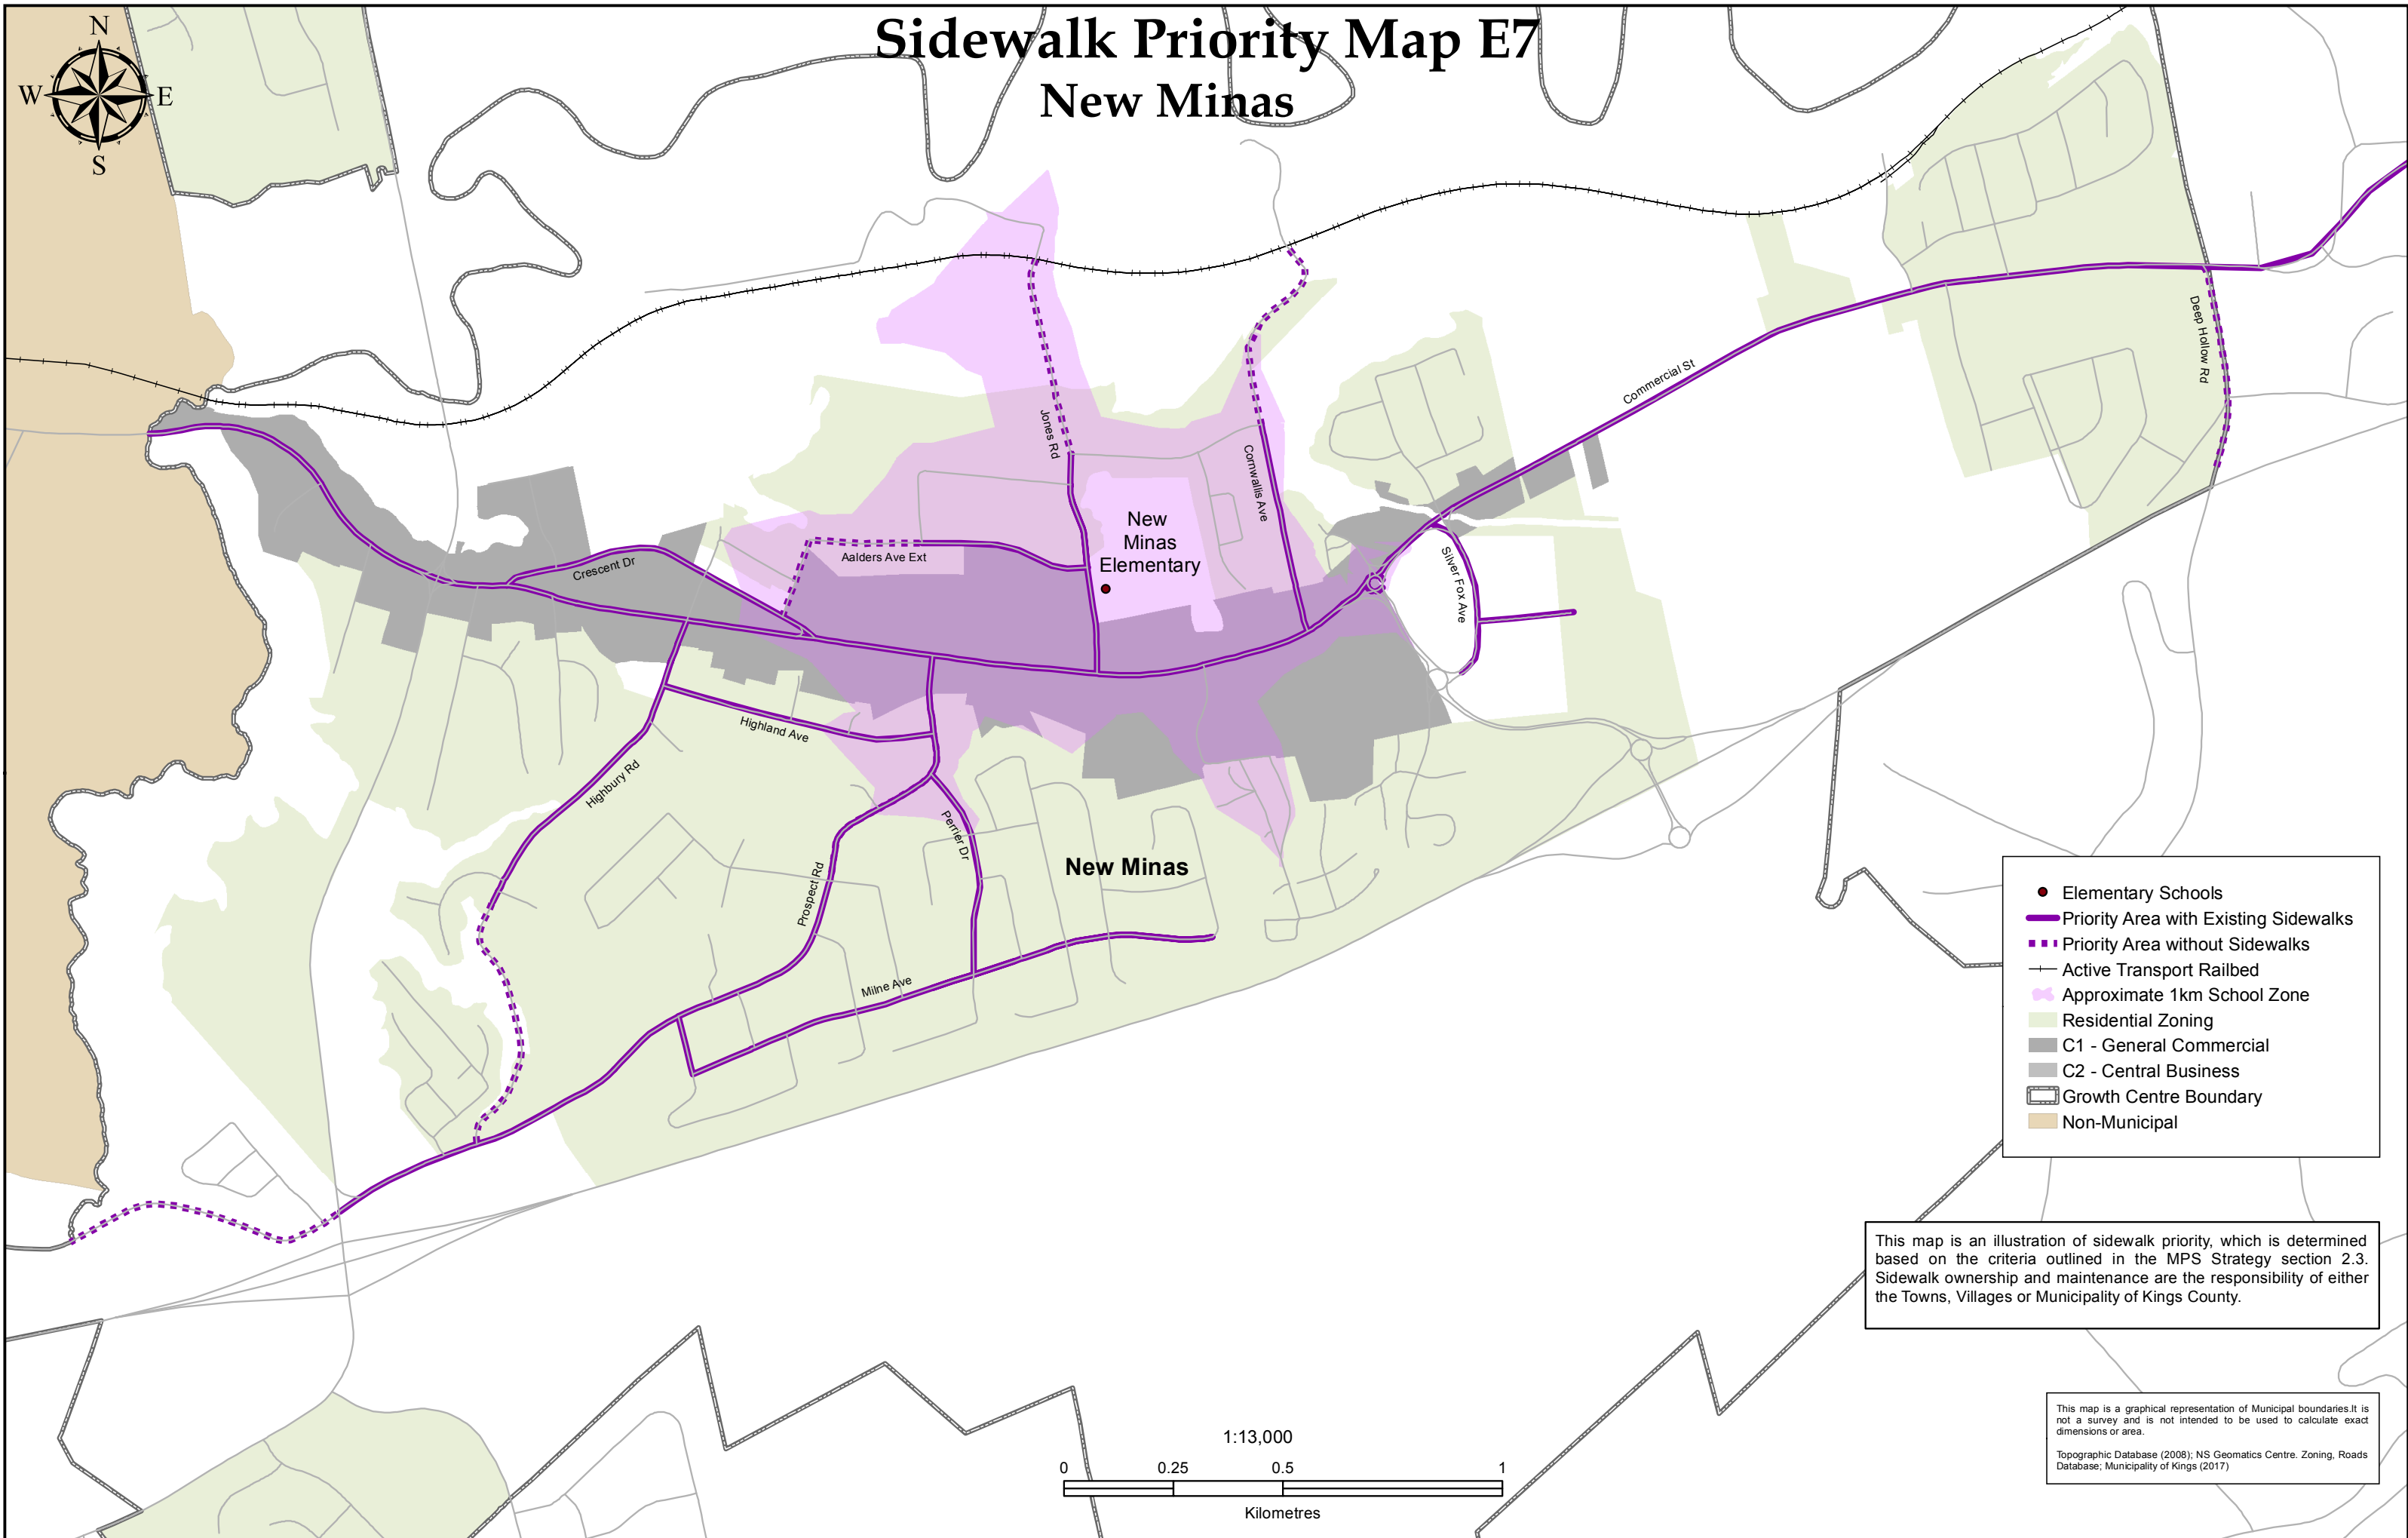 Sidewalk Priority Map E7
New Minas
N
W E
S
Deep Hollow Rd
Commercial St
Jones Rd
Cornwallis Ave
New
Minas
Elementary
Aalders Ave Ext
Crescent Dr
Silver Fox Ave
Highland Ave
Highbury Rd
Perrier Dr
Prospect Rd
New Minas
Milne Ave
Elementary Schools
Priority Area with Existing Sidewalks
Priority Area without Sidewalks
Active Transport Railbed
Approximate 1km School Zone
Residential Zoning
C1 - General Commercial
C2 - Central Business
Growth Centre Boundary
Non-Municipal
This map is an illustration of sidewalk priority, which is determined
based on the criteria outlined in the MPS Strategy section 2.3.
Sidewalk ownership and maintenance are the responsibility of either
the Towns, Villages or Municipality of Kings County.
This map is a graphical representation of Municipal boundaries.It is
not a survey and is not intended to be used to calculate exact
dimensions or area.
Topographic Database (2008); NS Geomatics Centre. Zoning, Roads
Database; Municipality of Kings (2017)
1:13,000
0 0.25 0.5 1
Kilometres